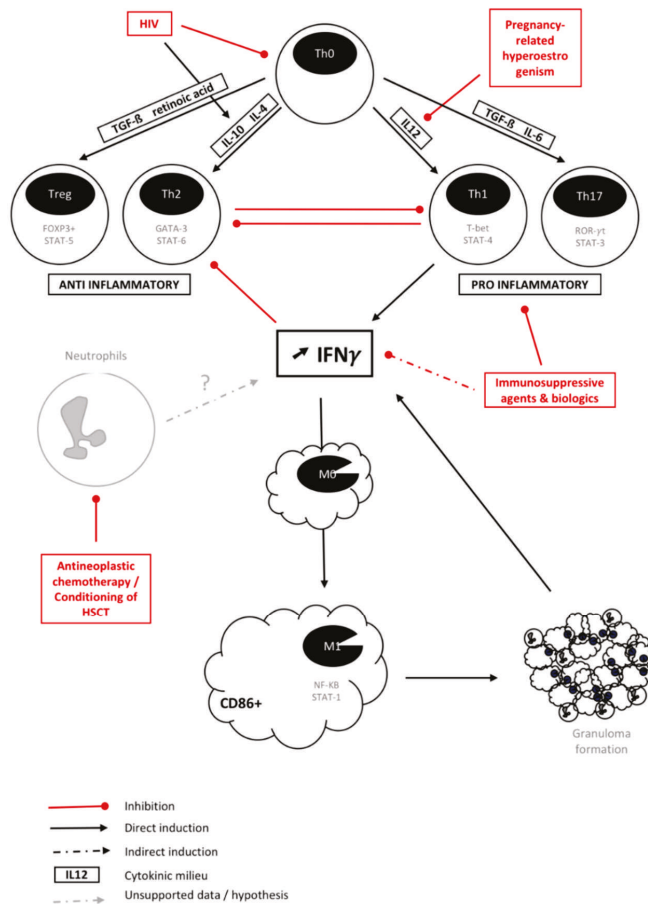 HIV
Pregnancy-
related
hyperoestro
genism
Th0
TGF-ß retinoic acid
IL-10 IL-4
IL12
TGF-ß IL-6
Treg
FOXP3+
STAT-5
Th2
GATA-3
STAT-6
Th1
T-bet
STAT-4
Th17
ROR-γt
STAT-3
ANTI INFLAMMATORY
PRO INFLAMMATORY
IFNγ
Neutrophils
?
Immunosuppressive
agents & biologics
M0
Antineoplastic
chemotherapy /
Conditioning of
HSCT
M1
NF-KB
STAT-1
CD86+
Granuloma
formation
Inhibition
Direct induction
Indirect induction
IL12 Cytokinic milieu
Unsupported data / hypothesis